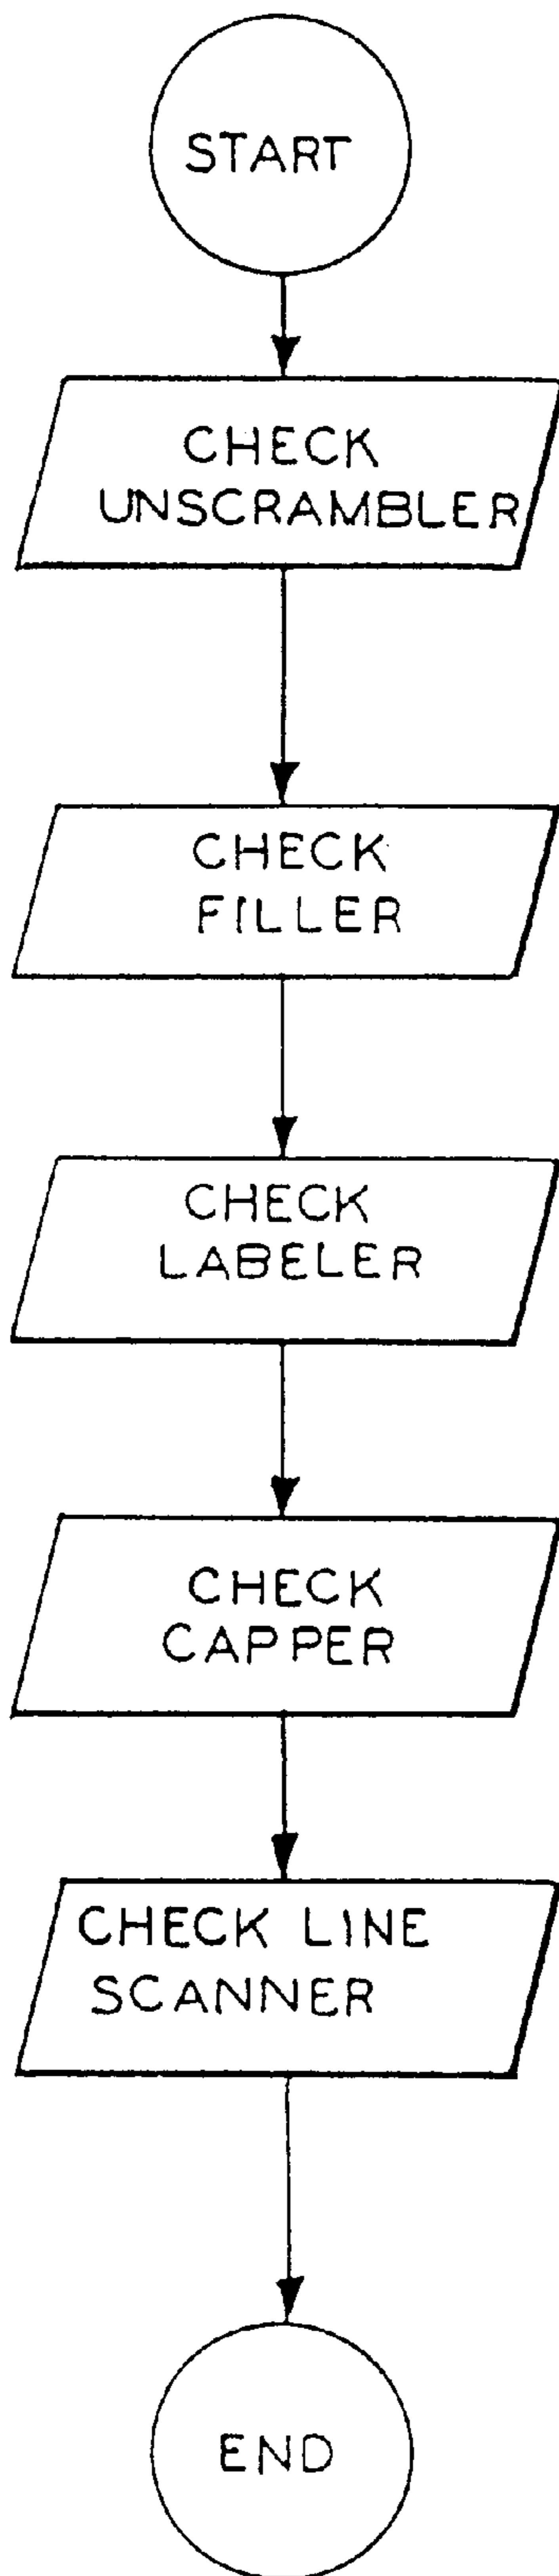 START
CHECK
UNSCRAMBLER
CHECK
FILLER
CHECK
LABELER
CHECK
CAPPER
CHECK LINE
SCANNER
END